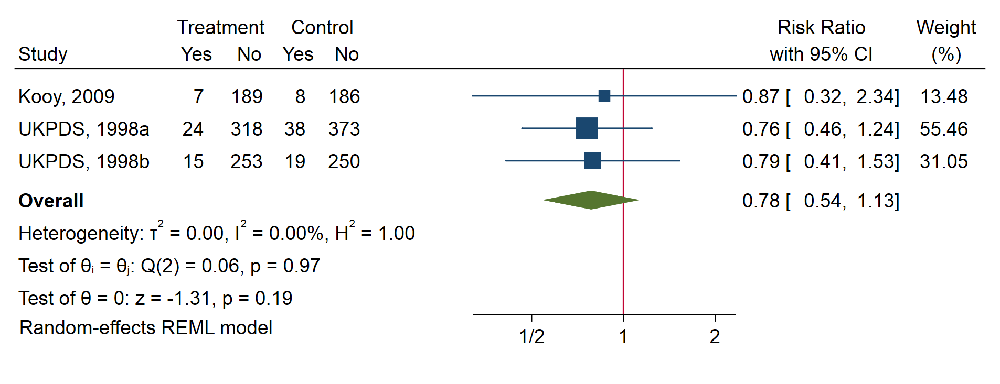 Treatment Control Risk Ratio Weight
Study Yes No Yes No with 95% CI (%)
Kooy, 2009 7 189 8 186 0.87 [ 0.32, 2.34] 13.48
UKPDS, 1998a 24 318 38 373 0.76 [ 0.46, 1.24] 55.46
UKPDS, 1998b 15 253 19 250 0.79 [ 0.41, 1.53] 31.05
Overall 0.78 [ 0.54, 1.13]
Heterogeneity: τ² = 0.00, I² = 0.00%, H² = 1.00
Test of θᵢ = θⱼ: Q(2) = 0.06, p = 0.97
Test of θ = 0: z = -1.31, p = 0.19
Random-effects REML model
1/2 1 2